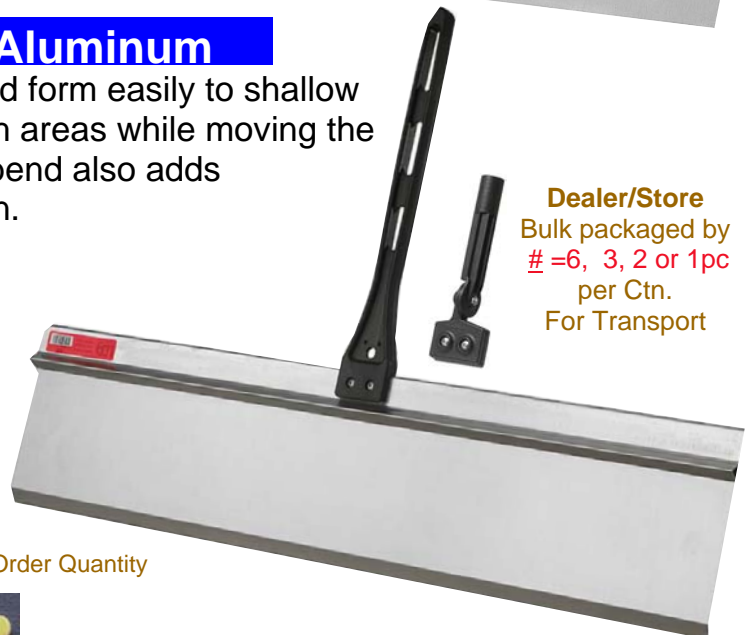 Aluminum
d form easily to shallow
n areas while moving the
bend also adds
n.
Dealer/Store
Bulk packaged by
# =6, 3, 2 or 1pc
per Ctn.
For Transport
Order Quantity